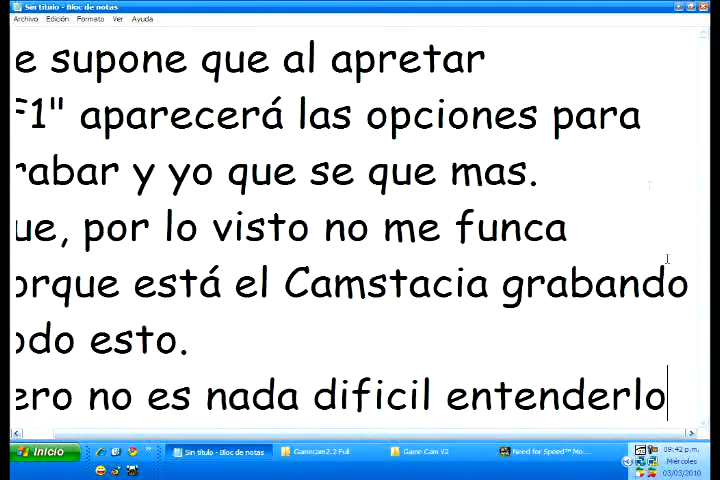 Sin título - Bloc de notas
Archivo Edición Formato Ver Ayuda
e supone que al apretar
F1" aparecerá las opciones para
rabar y yo que se que mas.
ue, por lo visto no me funca
orque está el Camstacia grabando
odo esto.
ero no es nada dificil entenderlo
Inicio
Sin título - Bloc de notas
Gamecam2.2 Full
Game Cam V2
Need for Speed™ Mo...
09:42 p.m.
Miércoles
03/03/2010